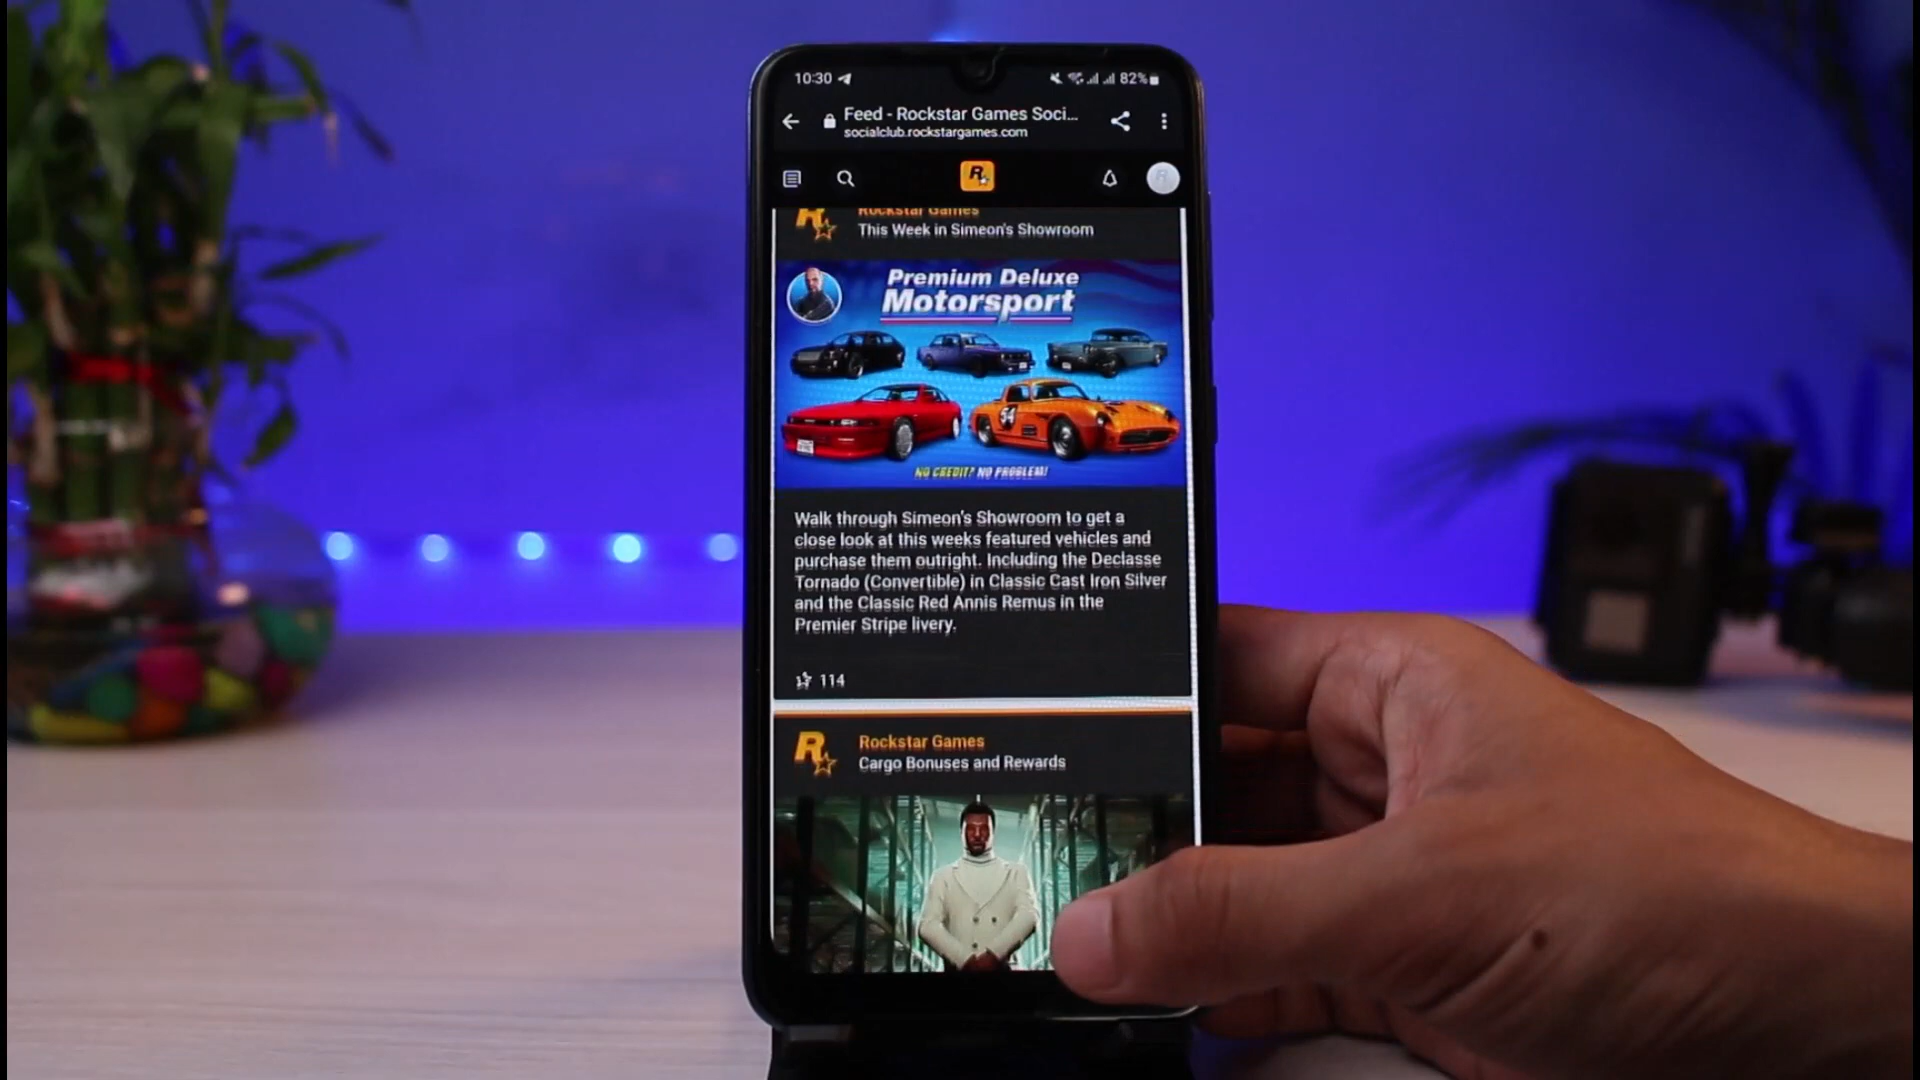 10:30
82%
Feed - Rockstar Games Soci...
socialclub.rockstargames.com
R
Rockstar Games
This Week in Simeon's Showroom
Premium Deluxe
Motorsport
54
NO CREDIT? NO PROBLEM!
Walk through Simeon's Showroom to get a
close look at this weeks featured vehicles and
purchase them outright. Including the Declasse
Tornado (Convertible) in Classic Cast Iron Silver
and the Classic Red Annis Remus in the
Premier Stripe livery.
114
R
Rockstar Games
Cargo Bonuses and Rewards